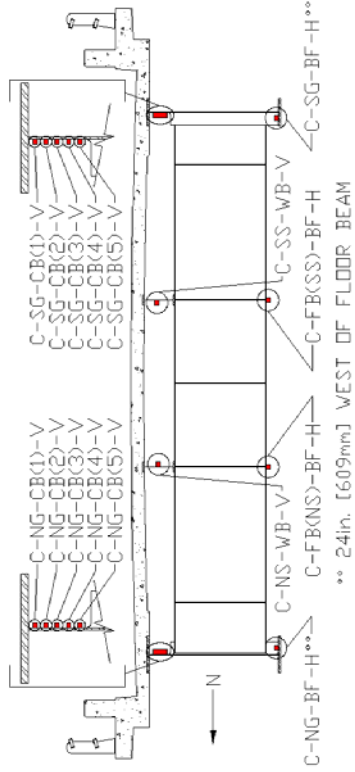 C-NG-CB(1)-V
C-NG-CB(2)-V
C-NG-CB(3)-V
C-NG-CB(4)-V
C-NG-CB(5)-V
C-SG-CB(1)-V
C-SG-CB(2)-V
C-SG-CB(3)-V
C-SG-CB(4)-V
C-SG-CB(5)-V
N
C-NS-WB-V
C-SS-WB-V
C-NG-BF-H**
C-FB(NS)-BF-H
C-FB(SS)-BF-H
C-SG-BF-H**
** 24in. [609mm] WEST OF FLOOR BEAM